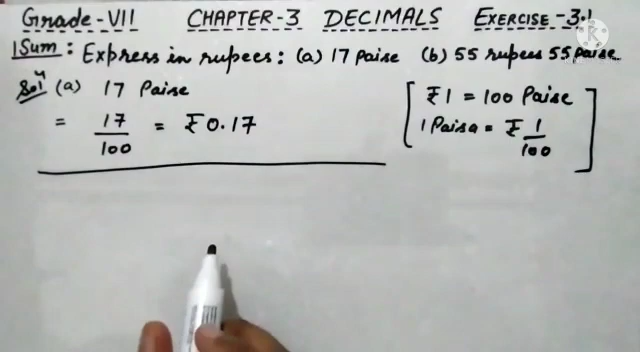 Grade-VII CHAPTER-3 DECIMALS EXERCISE-3.1
1 Sum: Express in rupees: (a) 17 Paise (b) 55 rupees 55 Paise
Solⁿ (a) 17 Paise
= 17/100 = ₹0.17
[ ₹1 = 100 Paise
1 Paisa = ₹ 1/100 ]